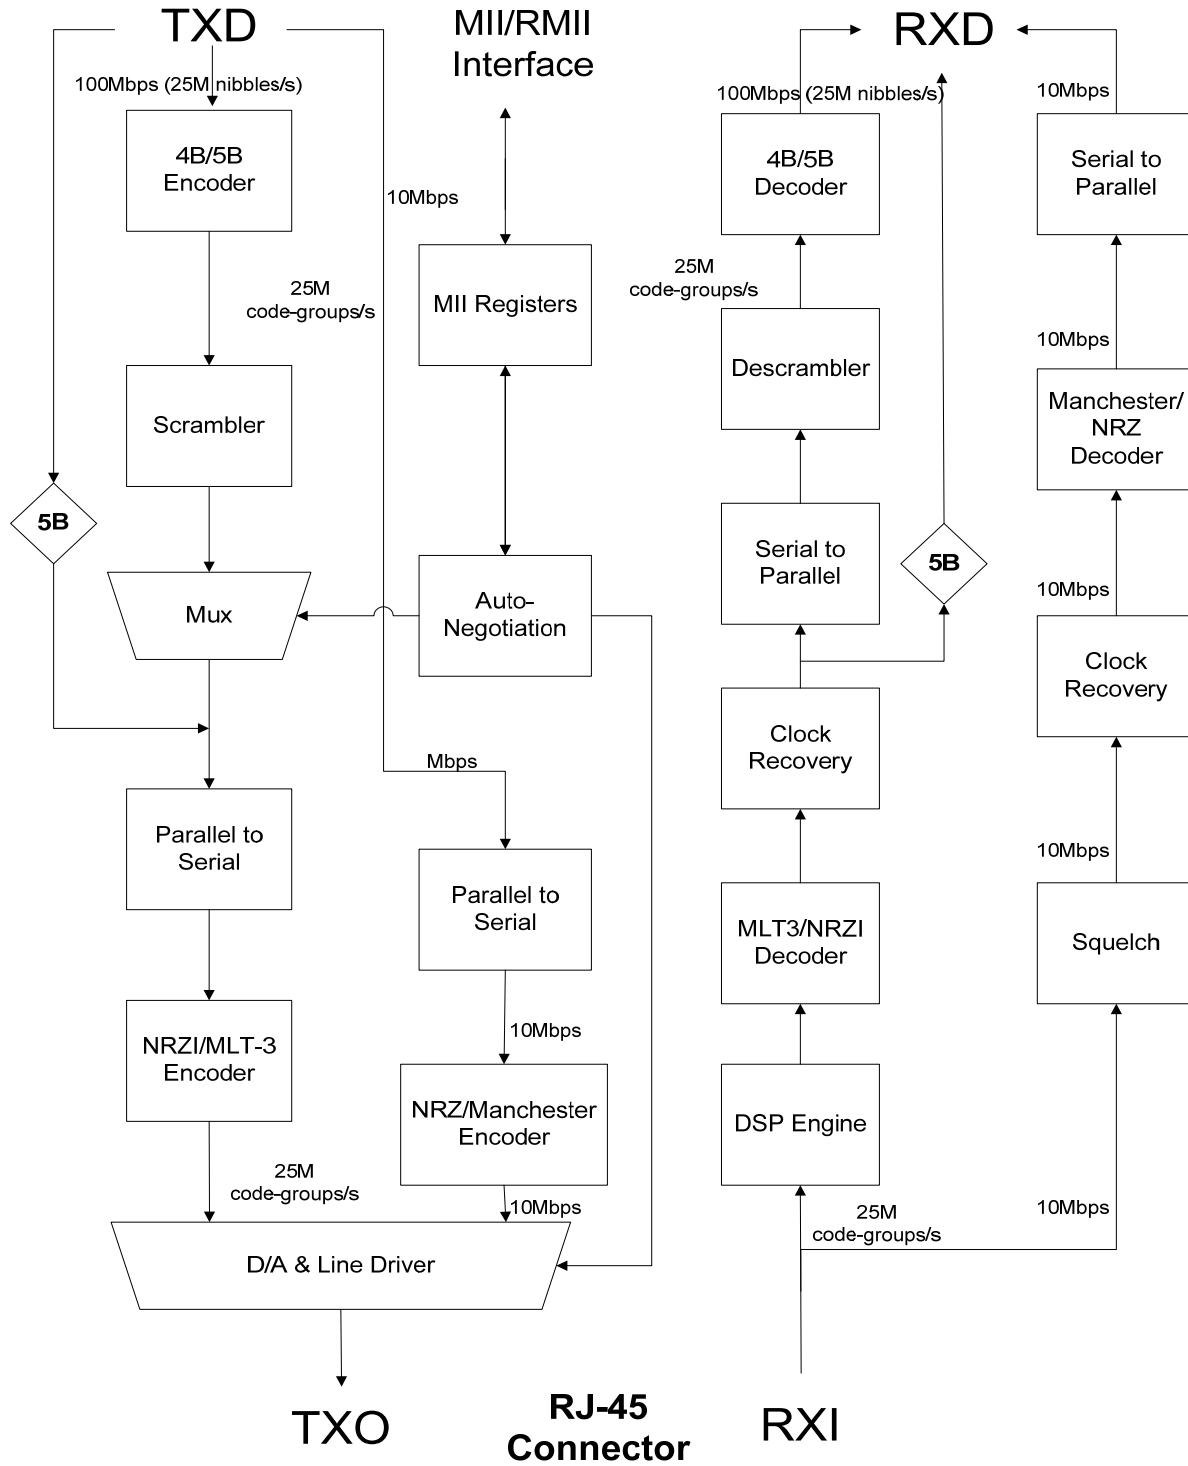 TXD
MII/RMII
Interface
RXD
100Mbps (25M nibbles/s)
100Mbps (25M nibbles/s)
10Mbps
4B/5B
Encoder
10Mbps
4B/5B
Decoder
Serial to
Parallel
25M
code-groups/s
MII Registers
25M
code-groups/s
10Mbps
Scrambler
Descrambler
Manchester/
NRZ
Decoder
5B
Serial to
Parallel
5B
10Mbps
Mux
Auto-
Negotiation
Clock
Recovery
Clock
Recovery
Mbps
Parallel to
Serial
10Mbps
Parallel to
Serial
MLT3/NRZI
Decoder
Squelch
NRZI/MLT-3
Encoder
10Mbps
NRZ/Manchester
Encoder
DSP Engine
25M
code-groups/s
10Mbps
25M
code-groups/s
10Mbps
D/A & Line Driver
TXO
RJ-45
Connector
RXI